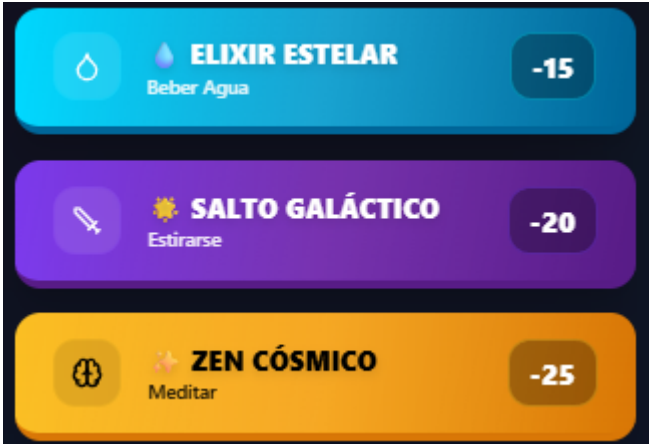 ELIXIR ESTELAR
Beber Agua
-15
SALTO GALÁCTICO
Estirarse
-20
ZEN CÓSMICO
Meditar
-25